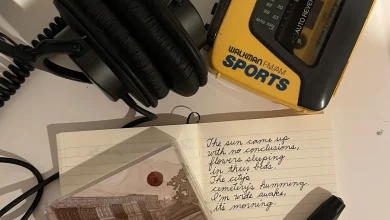 AUTO REVERSE
WALKMAN FM/AM
SPORTS
The sun came up
with no conclusions,
flowers sleeping
in their beds.
The city
cemetery's humming.
I'm wide awake,
its morning.